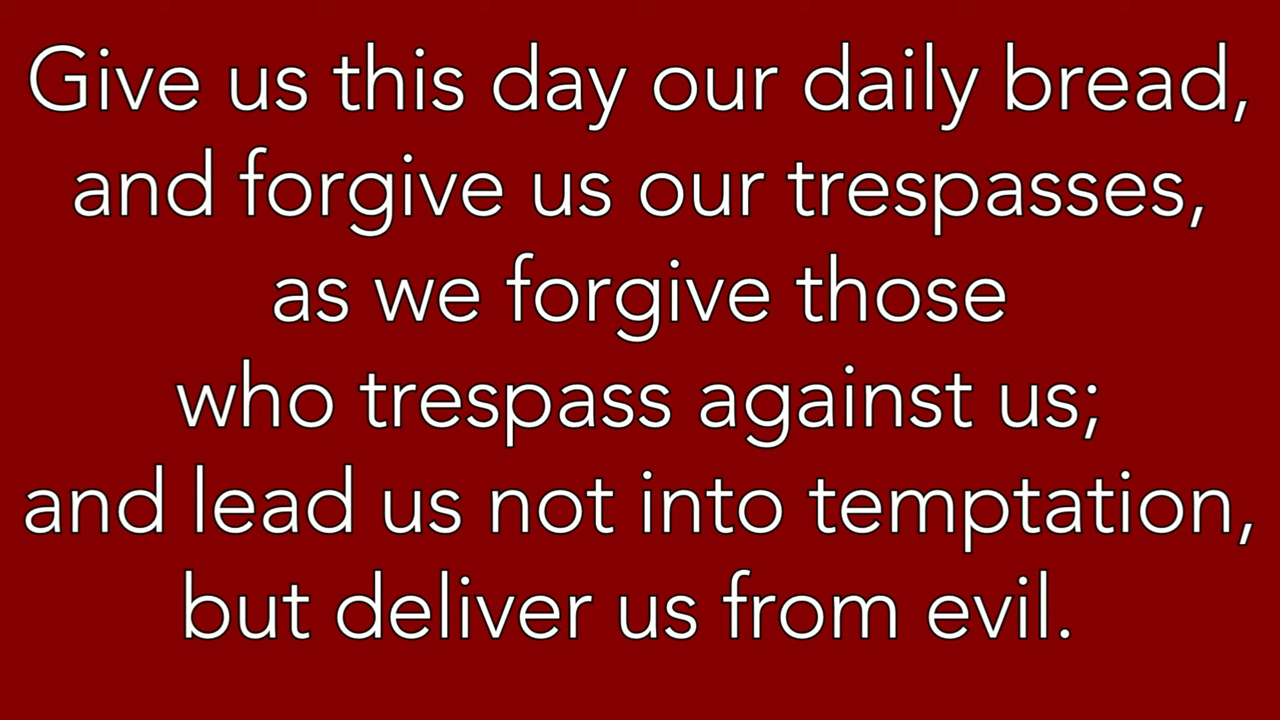 Give us this day our daily bread,
and forgive us our trespasses,
as we forgive those
who trespass against us;
and lead us not into temptation,
but deliver us from evil.